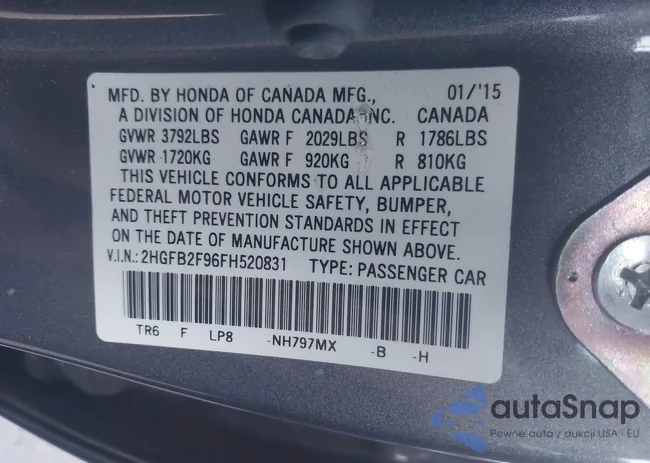 MFD. BY HONDA OF CANADA MFG., 01/'15
A DIVISION OF HONDA CANADA INC. CANADA
GVWR 3792LBS GAWR F 2029LBS R 1786LBS
GVWR 1720KG GAWR F 920KG R 810KG
THIS VEHICLE CONFORMS TO ALL APPLICABLE
FEDERAL MOTOR VEHICLE SAFETY, BUMPER,
AND THEFT PREVENTION STANDARDS IN EFFECT
ON THE DATE OF MANUFACTURE SHOWN ABOVE.
V.I.N.: 2HGFB2F96FH520831 TYPE: PASSENGER CAR
TR6 F LP8 -NH797MX -B -H
autoSnap
Pewne auta z aukcji USA i EU